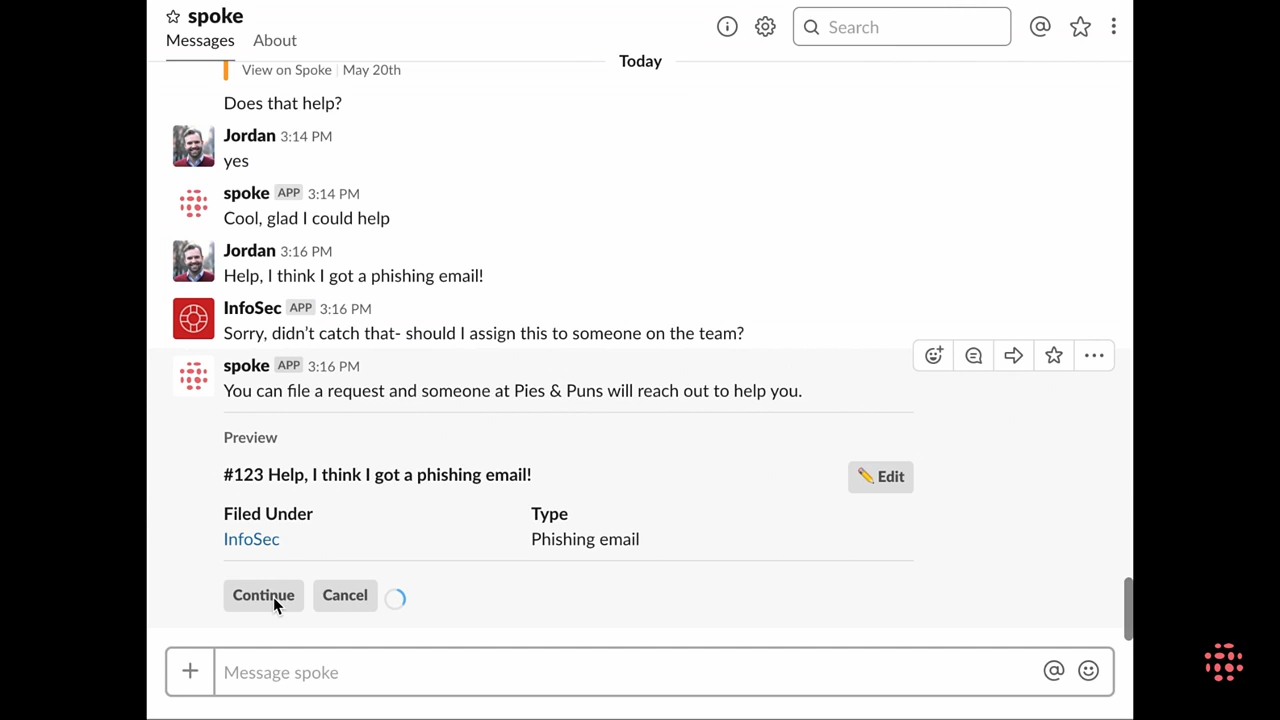 spoke
Search
Messages About
Today
View on Spoke | May 20th
Does that help?
Jordan 3:14 PM
yes
spoke APP 3:14 PM
Cool, glad I could help
Jordan 3:16 PM
Help, I think I got a phishing email!
InfoSec APP 3:16 PM
Sorry, didn’t catch that- should I assign this to someone on the team?
spoke APP 3:16 PM
You can file a request and someone at Pies & Puns will reach out to help you.
Preview
#123 Help, I think I got a phishing email!
Edit
Filed Under Type
InfoSec Phishing email
Continue Cancel
Message spoke